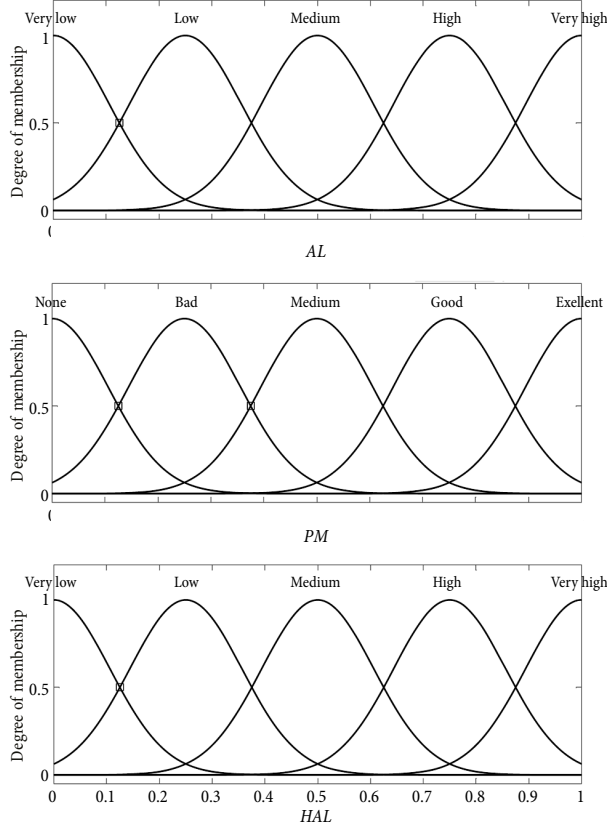 Very low Low Medium High Very high
1
0.5
0
Degree of membership
AL
None Bad Medium Good Exellent
1
0.5
0
Degree of membership
PM
Very low Low Medium High Very high
1
0.5
0
Degree of membership
0 0.1 0.2 0.3 0.4 0.5 0.6 0.7 0.8 0.9 1
HAL